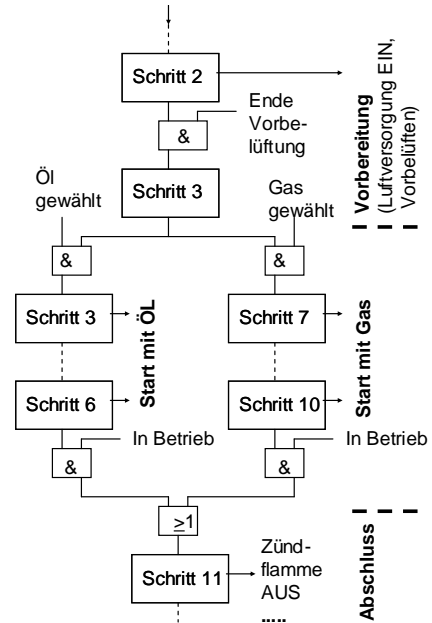 Schritt 2
Ende
Vorbe-
lüftung
&
Schritt 3
Vorbereitung
(Luftversorgung EIN,
Vorbelüften)
Öl
gewählt
Gas
gewählt
&
&
Schritt 3
Start mit ÖL
Schritt 7
Start mit Gas
Schritt 6
Schritt 10
In Betrieb
In Betrieb
&
&
≥1
Schritt 11
Zünd-
flamme
AUS
.....
Abschluss